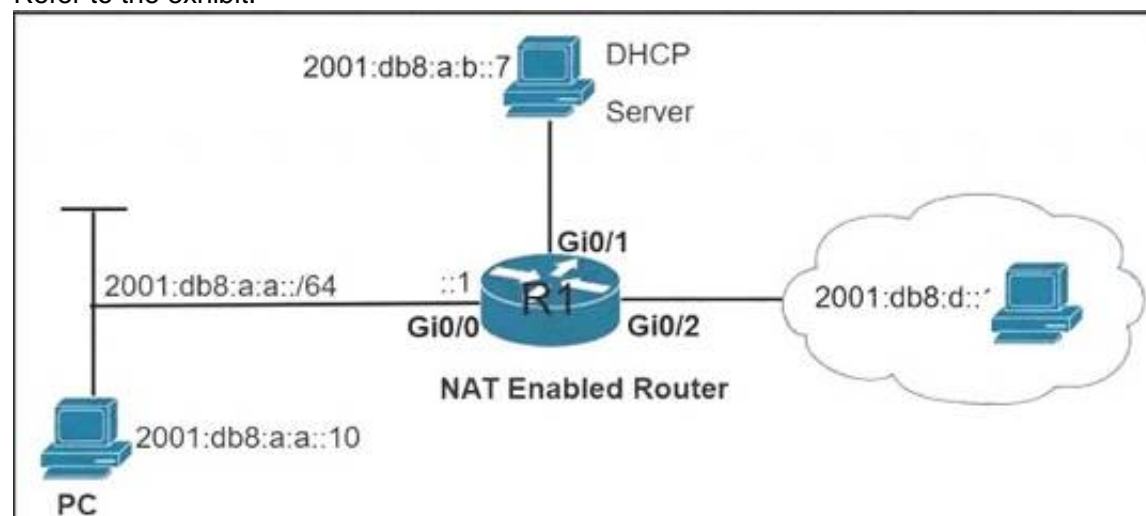 Refer to the exhibit.
2001:db8:a:b::7
DHCP
Server
Gi0/1
2001:db8:a:a::/64
::1
R1
2001:db8:d::
Gi0/0
Gi0/2
NAT Enabled Router
2001:db8:a:a::10
PC